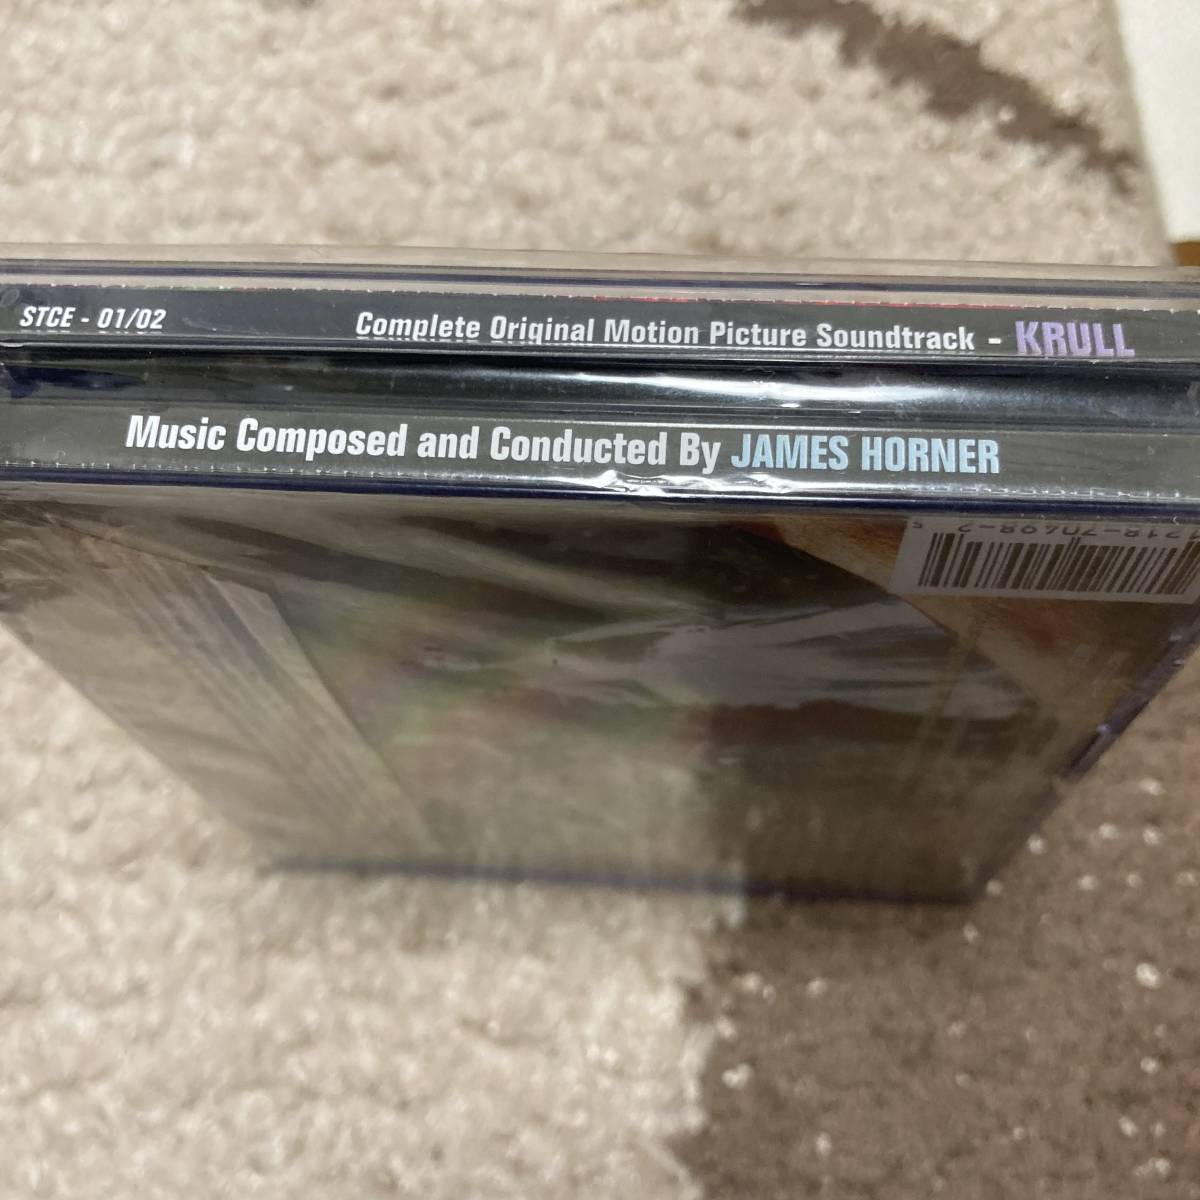 STCE - 01/02 Complete Original Motion Picture Soundtrack - KRULL
Music Composed and Conducted By JAMES HORNER